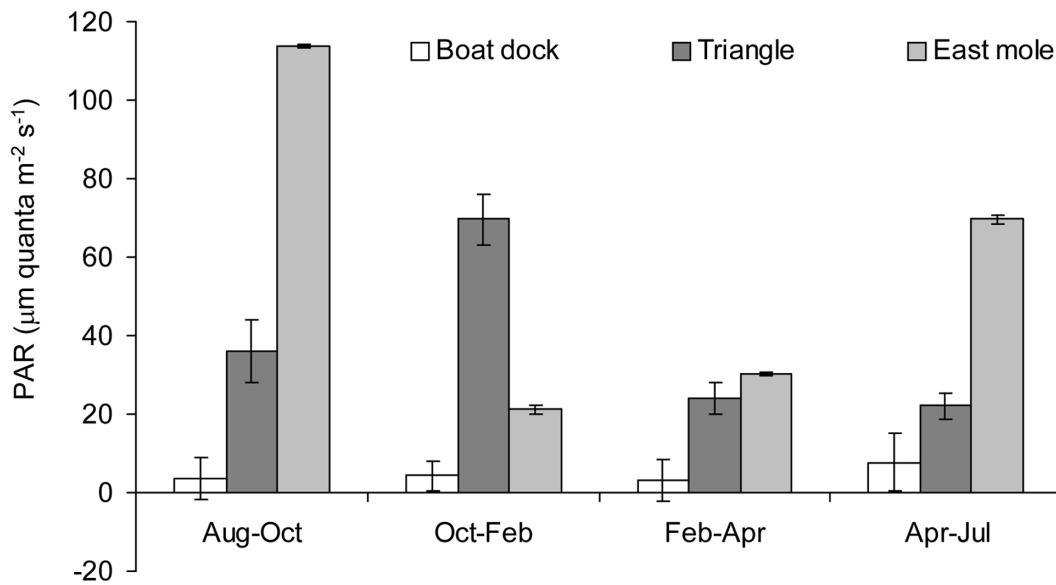 120
100
80
60
40
20
0
-20
PAR (μm quanta m⁻² s⁻¹)
Boat dock Triangle East mole
Aug-Oct Oct-Feb Feb-Apr Apr-Jul